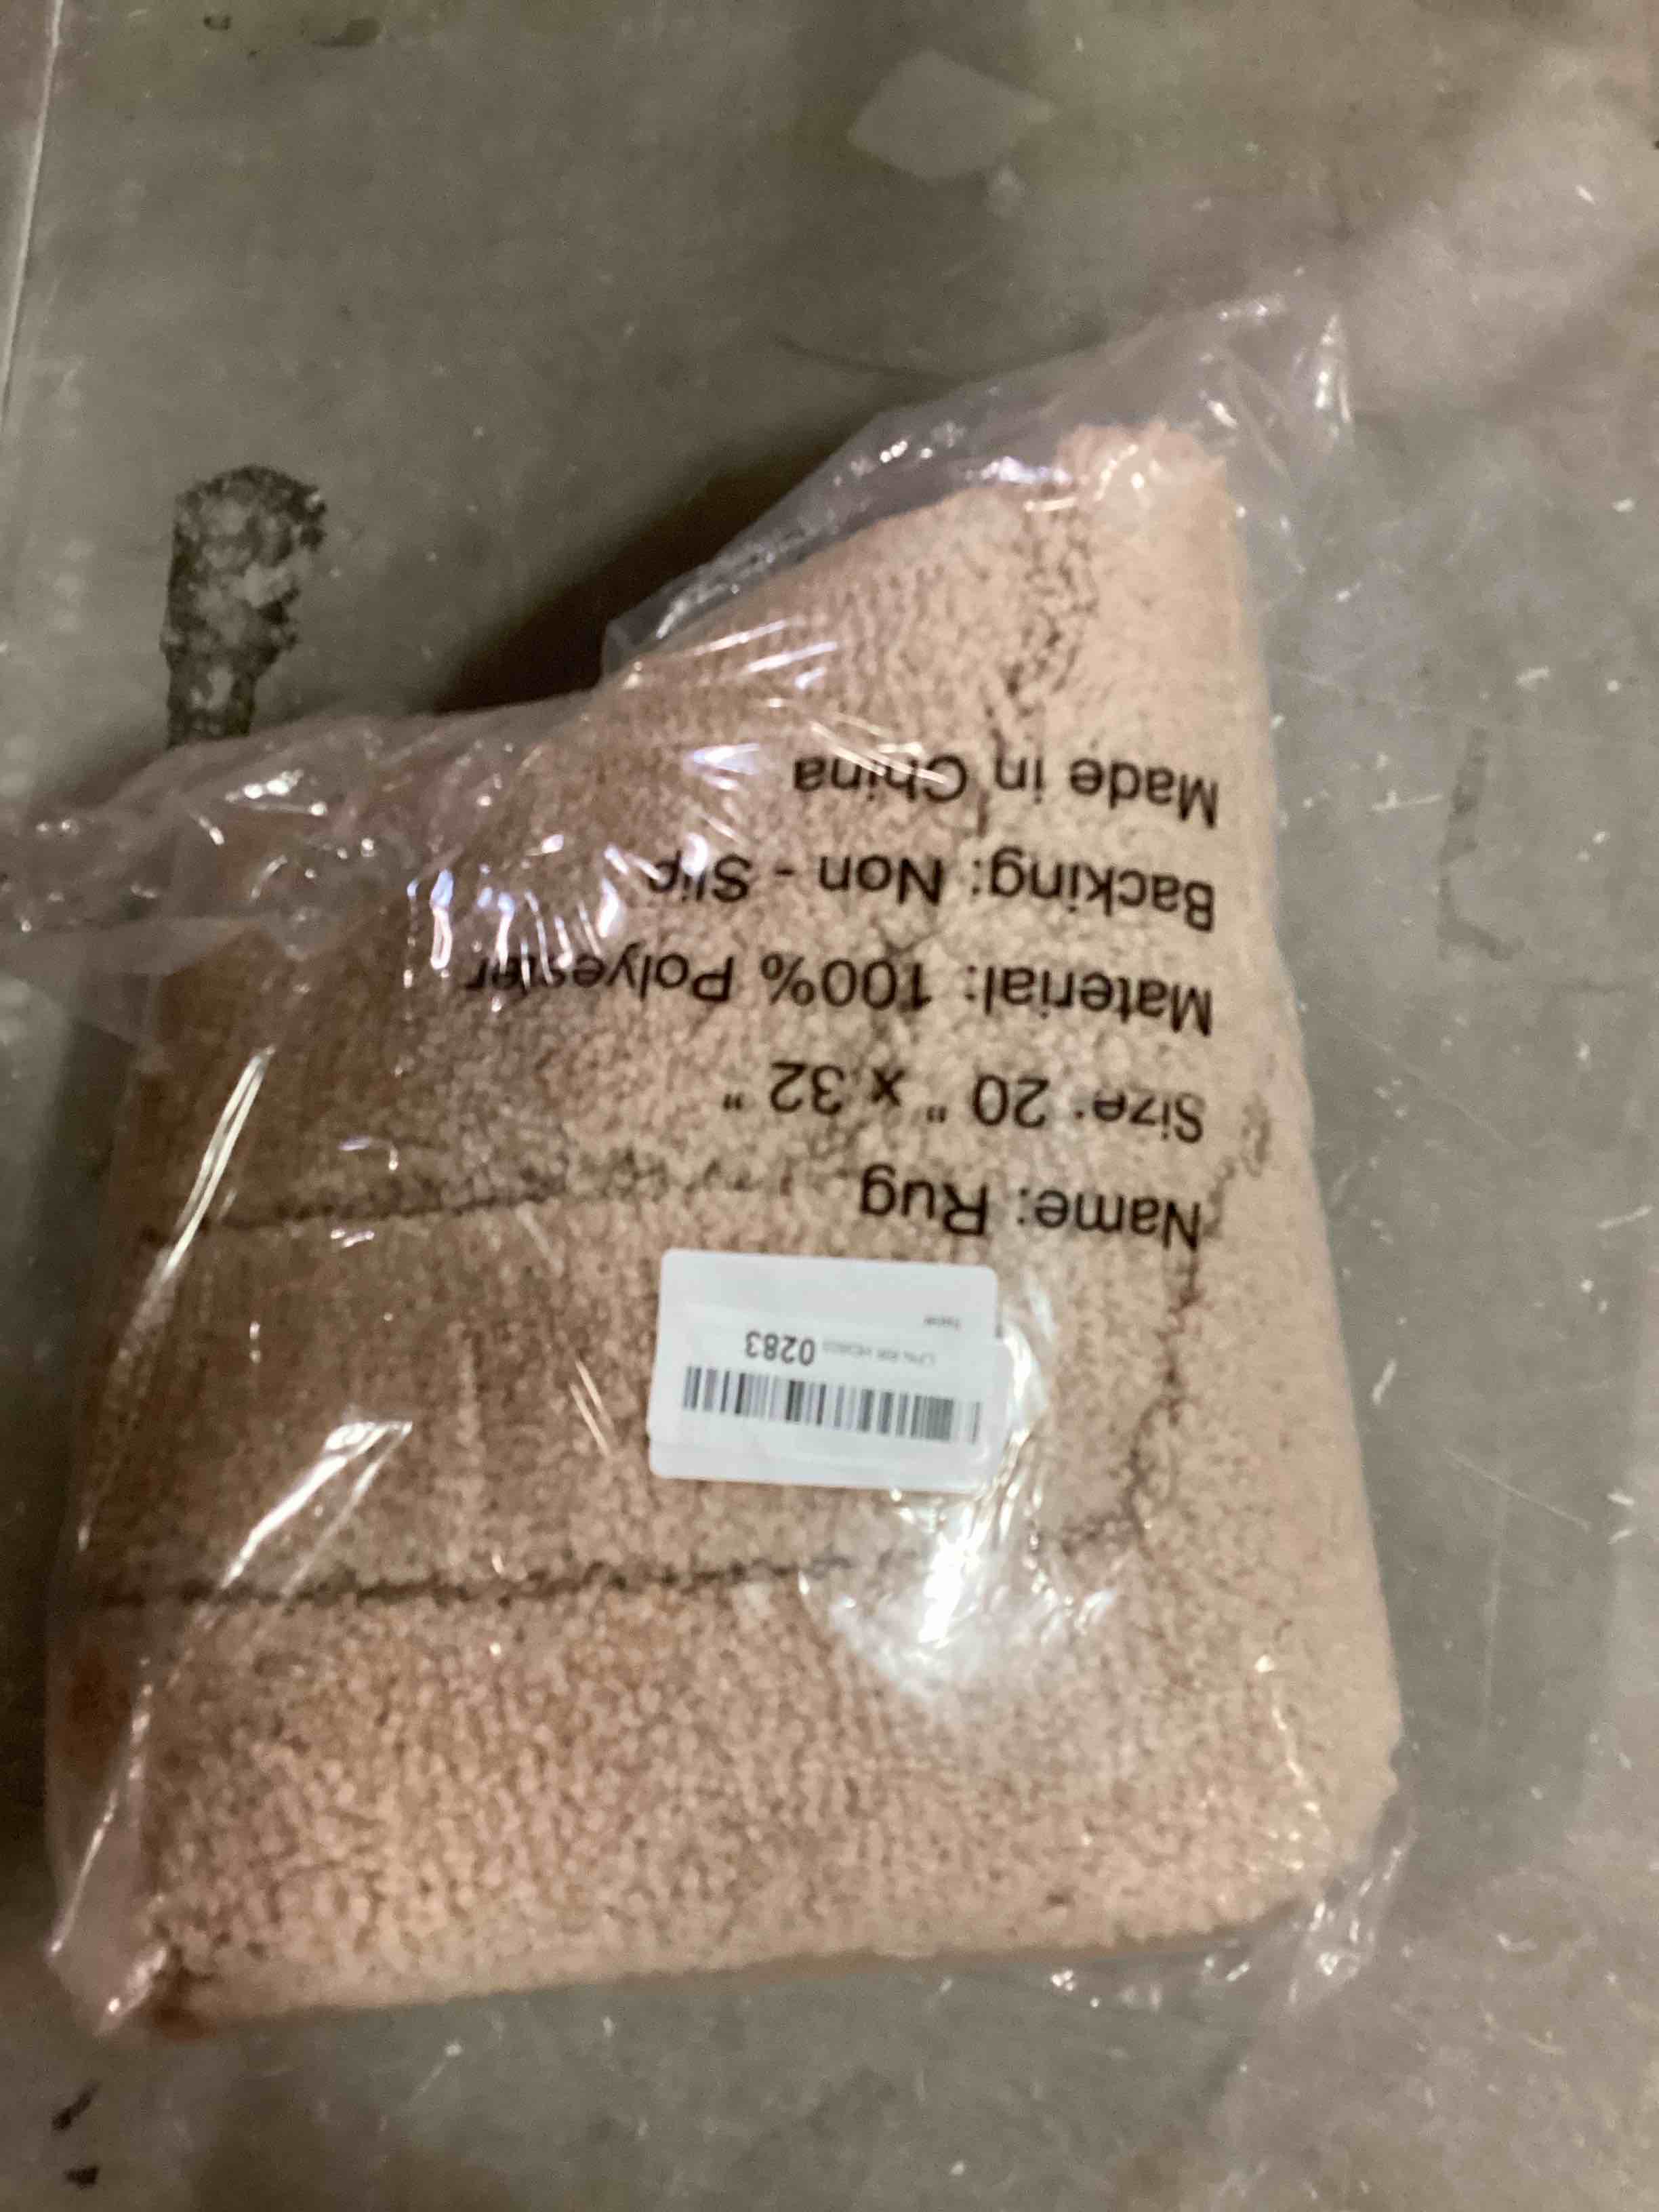 Name: Rug
Size: 20 " x 32 "
Material: 100% Polyester
Backing: Non - Slip
Made in China
0283